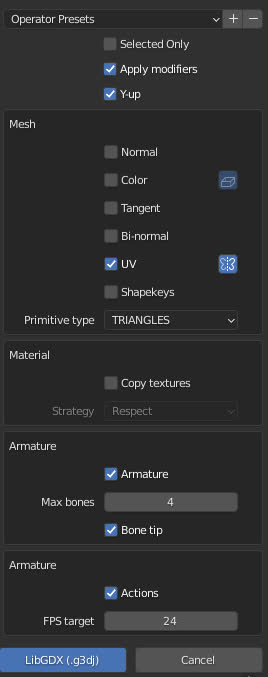 Operator Presets
Selected Only
Apply modifiers
Y-up
Mesh
Normal
Color
Tangent
Bi-normal
UV
Shapekeys
Primitive type TRIANGLES
Material
Copy textures
Strategy Respect
Armature
Armature
Max bones 4
Bone tip
Armature
Actions
FPS target 24
LibGDX (.g3dj) Cancel